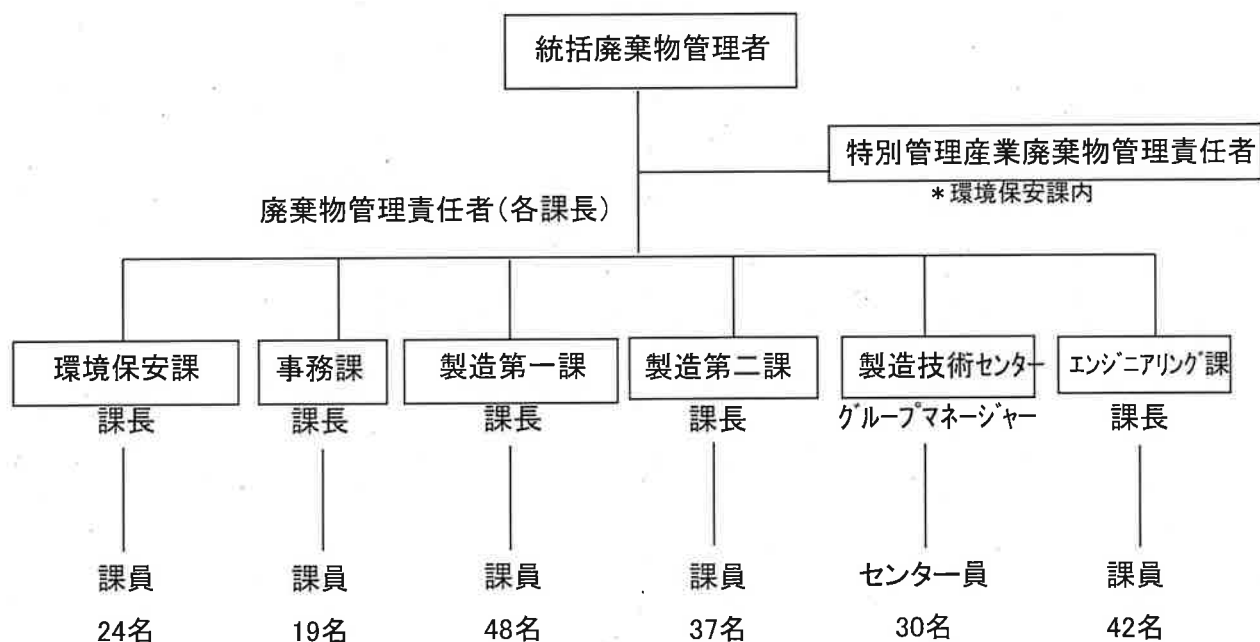 統括廃棄物管理者
特別管理産業廃棄物管理責任者
*環境保安課内
廃棄物管理責任者(各課長)
環境保安課 事務課 製造第一課 製造第二課 製造技術センター エンジニアリング課
課長 課長 課長 課長 グループマネージャー 課長
課員 課員 課員 課員 センター員 課員
24名 19名 48名 37名 30名 42名